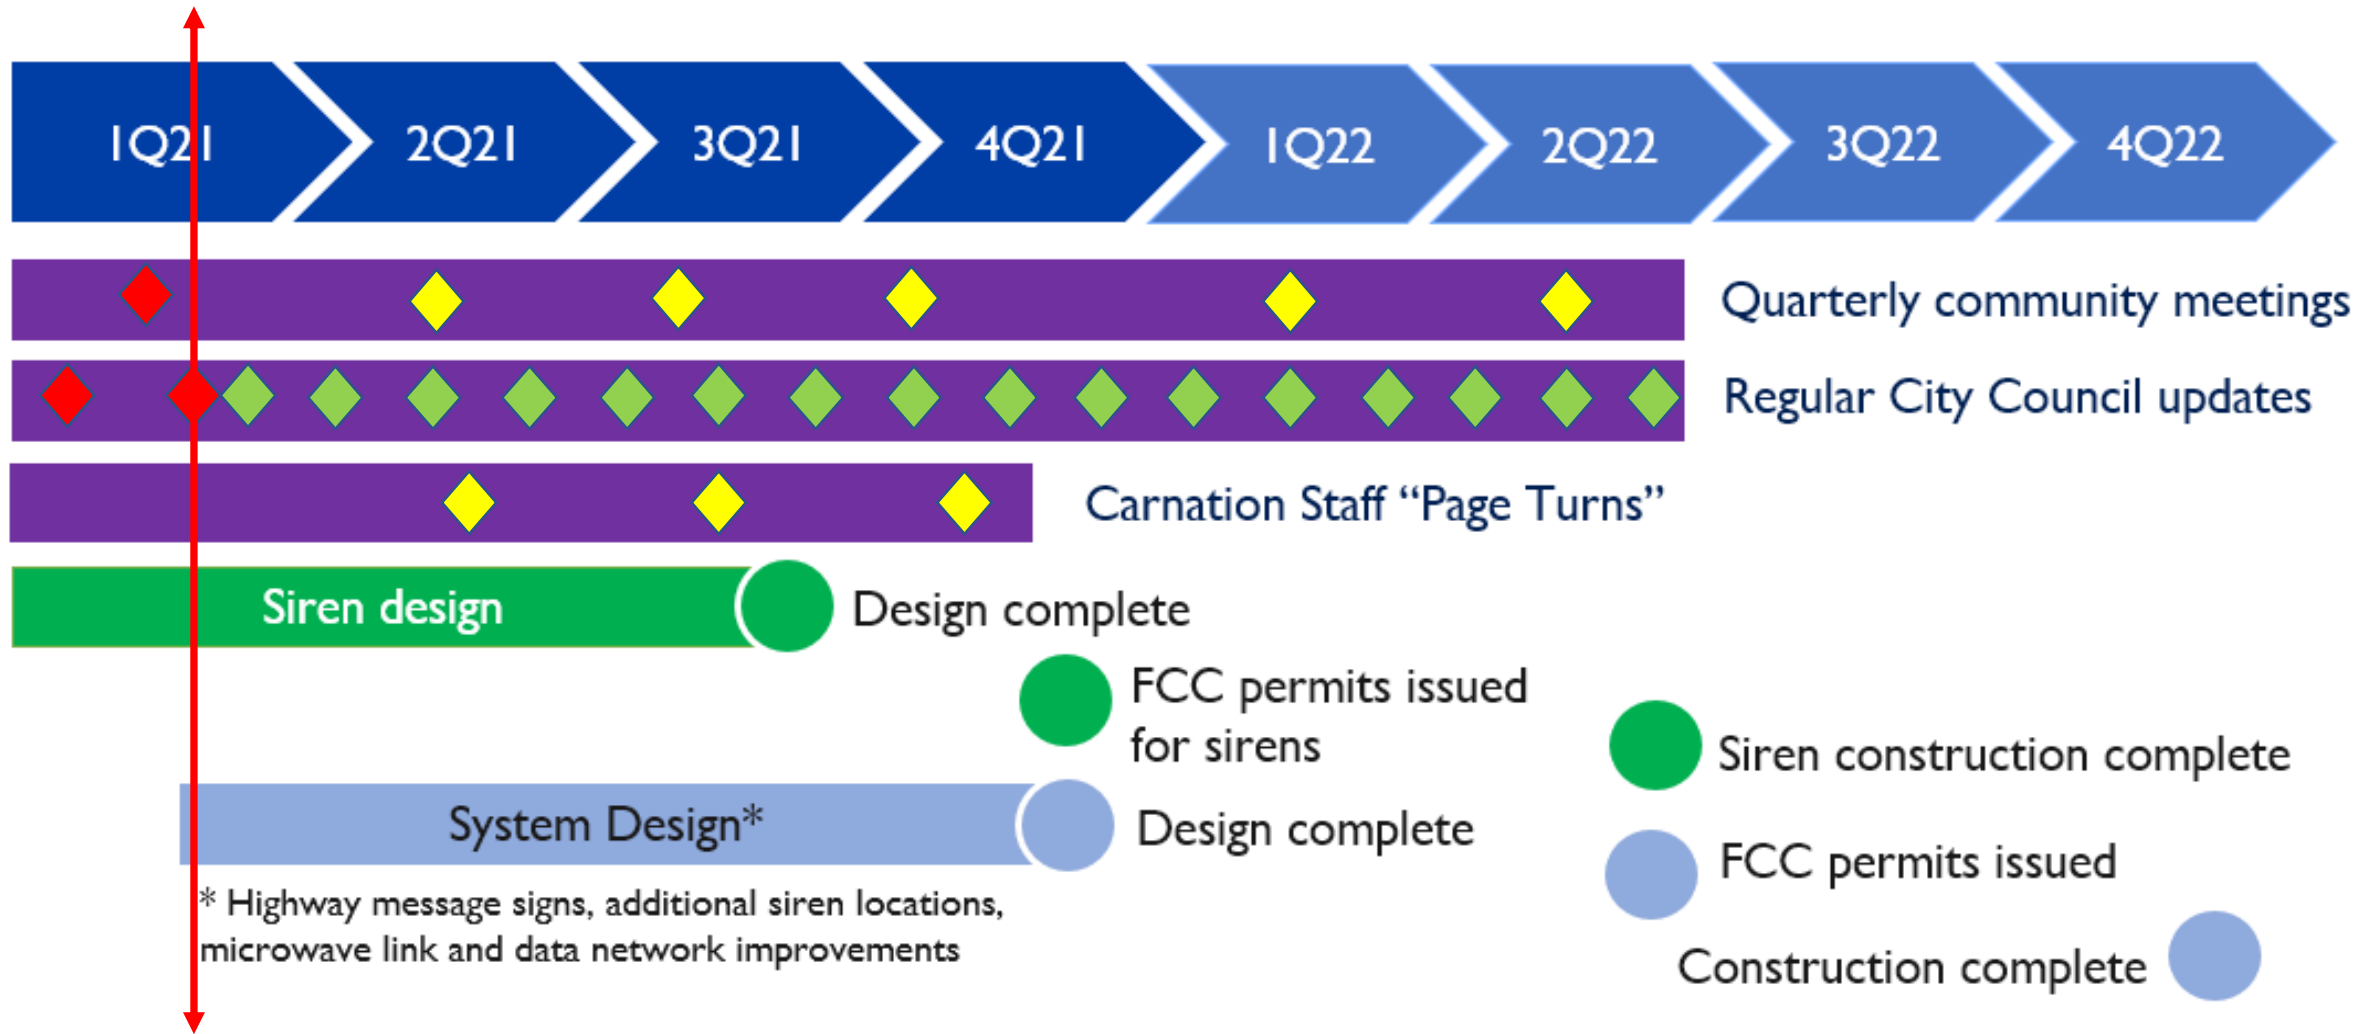 1Q21
2Q21
3Q21
4Q21
1Q22
2Q22
3Q22
4Q22
Quarterly community meetings
Regular City Council updates
Carnation Staff “Page Turns”
Siren design
Design complete
FCC permits issued
for sirens
Siren construction complete
System Design*
Design complete
FCC permits issued
* Highway message signs, additional siren locations,
microwave link and data network improvements
Construction complete